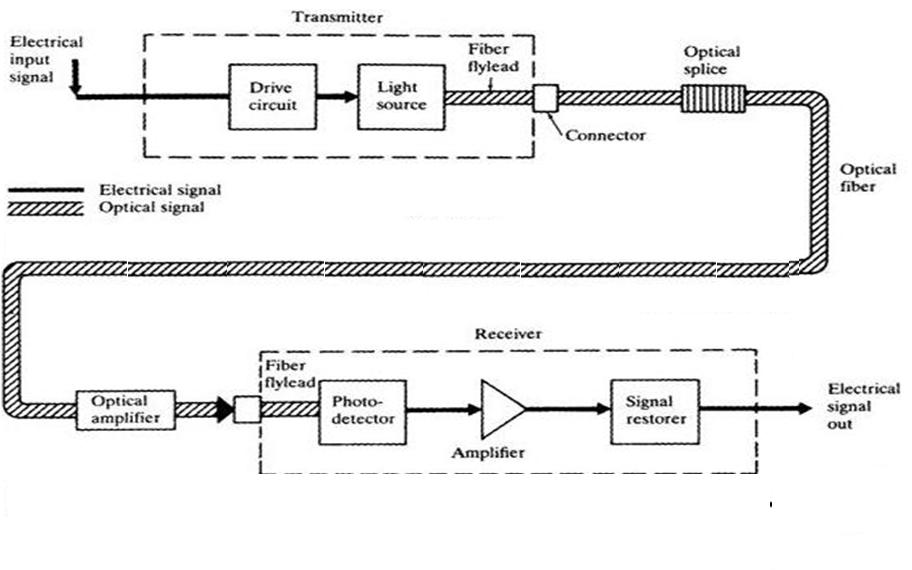 Transmitter
Electrical
input
signal
Drive
circuit
Light
source
Fiber
flylead
Connector
Optical
splice
Optical
fiber
Electrical signal
Optical signal
Receiver
Fiber
flylead
Optical
amplifier
Photo-
detector
Amplifier
Signal
restorer
Electrical
signal
out